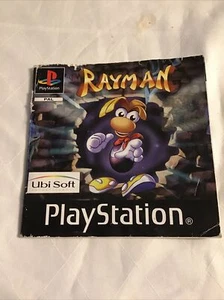 PlayStation
PAL
RAYMAN
Ubi Soft
PlayStation®